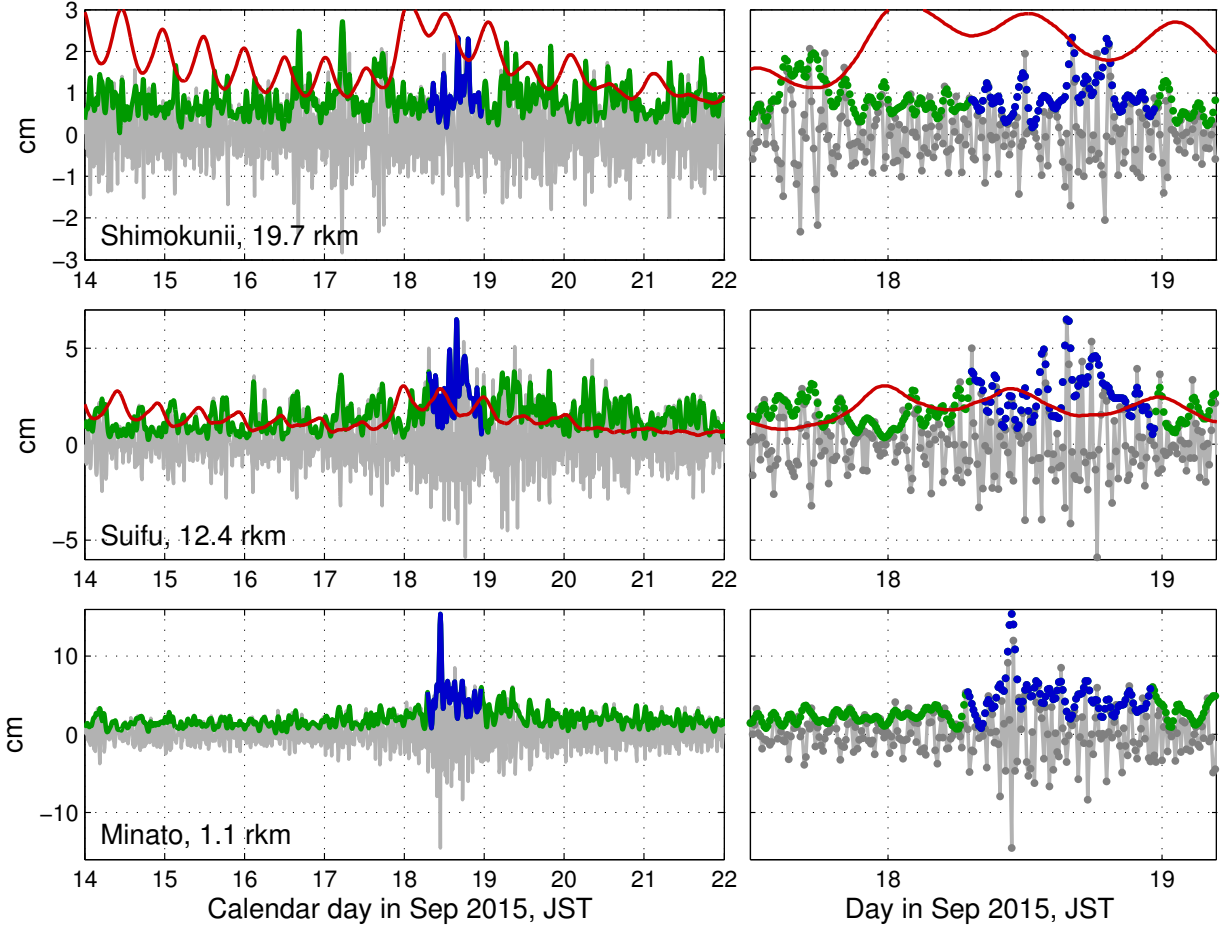 3
2
1
0
−1
−2
−3
cm
Shimokunii, 19.7 rkm
14 15 16 17 18 19 20 21 22
18 19
5
0
−5
cm
Suifu, 12.4 rkm
14 15 16 17 18 19 20 21 22
18 19
10
0
−10
cm
Minato, 1.1 rkm
14 15 16 17 18 19 20 21 22
18 19
Calendar day in Sep 2015, JST
Day in Sep 2015, JST